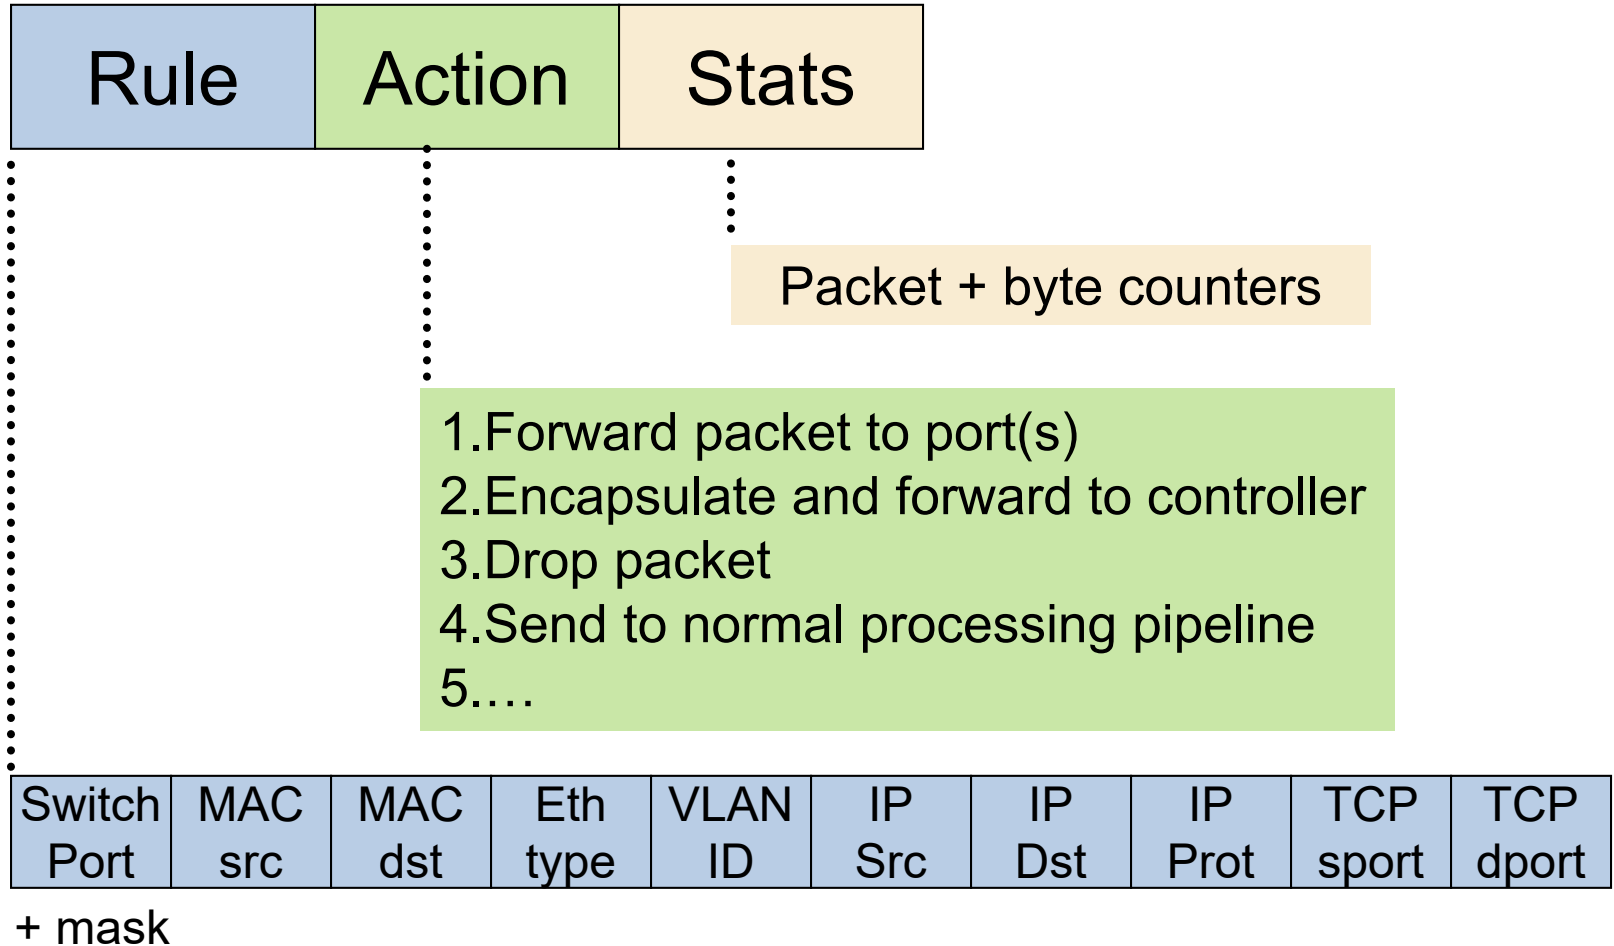 Rule Action Stats
Packet + byte counters
1.Forward packet to port(s)
2.Encapsulate and forward to controller
3.Drop packet
4.Send to normal processing pipeline
5.…
Switch MAC MAC Eth VLAN IP IP IP TCP TCP
Port src dst type ID Src Dst Prot sport dport
+ mask